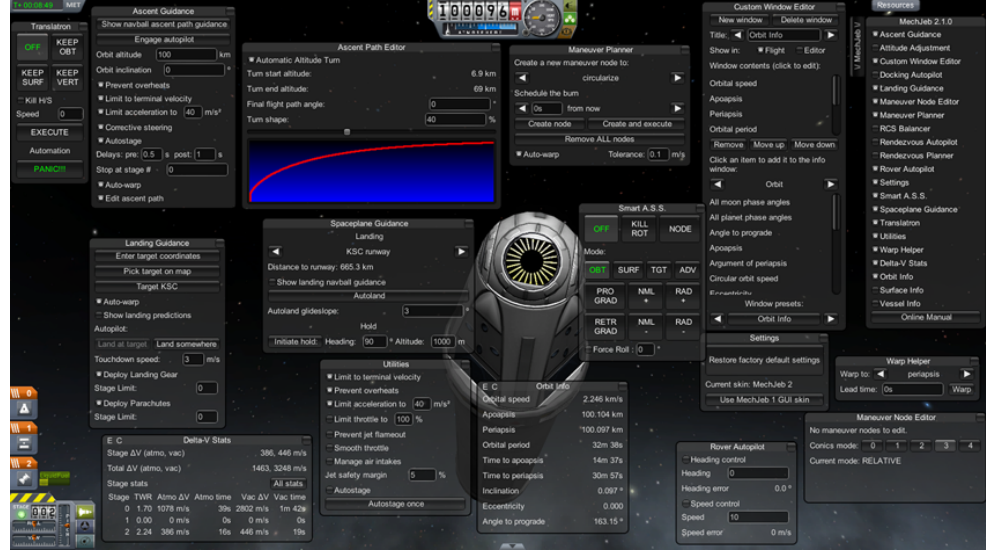 T+ 00:08:49 MET
Translatron
OFF
KEEP OBT
KEEP SURF
KEEP VERT
Kill H/S
Speed 0
EXECUTE
Automation
PANIC!!!
Ascent Guidance
Show navball ascent path guidance
Engage autopilot
Orbit altitude 100 km
Orbit inclination 0 °
Prevent overheats
Limit to terminal velocity
Limit acceleration to 40 m/s²
Corrective steering
Autostage
Delays: pre: 0.5 s post: 1 s
Stop at stage # 0
Auto-warp
Edit ascent path
Ascent Path Editor
Automatic Altitude Turn
Turn start altitude: 6.9 km
Turn end altitude: 69 km
Final flight path angle: 0 °
Turn shape: 40 %
Maneuver Planner
Create a new maneuver node to:
circularize
Schedule the burn
0s from now
Create node Create and execute
Remove ALL nodes
Auto-warp Tolerance: 0.1 m/s
Custom Window Editor
New window Delete window
Title: Orbit Info
Show in: Flight Editor
Window contents (click to edit):
Orbital speed
Apoapsis
Periapsis
Orbital period
Remove Move up Move down
Click an item to add it to the info
window:
Orbit
All moon phase angles
All planet phase angles
Angle to prograde
Apoapsis
Argument of periapsis
Circular orbit speed
Eccentricity
Window presets:
Orbit Info
Resources
V MechJeb V
MechJeb 2.1.0
Ascent Guidance
Attitude Adjustment
Custom Window Editor
Docking Autopilot
Landing Guidance
Maneuver Node Editor
Maneuver Planner
RCS Balancer
Rendezvous Autopilot
Rendezvous Planner
Rover Autopilot
Settings
Smart A.S.S.
Spaceplane Guidance
Translatron
Utilities
Warp Helper
Delta-V Stats
Orbit Info
Surface Info
Vessel Info
Online Manual
Landing Guidance
Enter target coordinates
Pick target on map
Target KSC
Auto-warp
Show landing predictions
Autopilot:
Land at target Land somewhere
Touchdown speed: 3 m/s
Deploy Landing Gear
Stage Limit: 0
Deploy Parachutes
Stage Limit: 0
Spaceplane Guidance
Landing
KSC runway
Distance to runway: 665.3 km
Show landing navball guidance
Autoland
Autoland glideslope: 3 °
Hold
Initiate hold: Heading: 90 ° Altitude: 1000 m
Smart A.S.S.
OFF
KILL ROT
NODE
Mode:
OBT SURF TGT ADV
PRO GRAD
NML +
RAD +
RETR GRAD
NML -
RAD -
Force Roll : 0 °
Settings
Restore factory default settings
Current skin: MechJeb 2
Use MechJeb 1 GUI skin
Warp Helper
Warp to: periapsis
Lead time: 0s Warp
Utilities
Limit to terminal velocity
Prevent overheats
Limit acceleration to 40 m/s²
Limit throttle to 100 %
Prevent jet flameout
Smooth throttle
Manage air intakes
Jet safety margin 5 %
Autostage
Autostage once
E C Orbit Info
Orbital speed 2.246 km/s
Apoapsis 100.104 km
Periapsis 100.097 km
Orbital period 32m 38s
Time to apoapsis 14m 37s
Time to periapsis 30m 57s
Inclination 0.097 °
Eccentricity 0.000
Angle to prograde 163.15 °
Maneuver Node Editor
No maneuver nodes to edit.
Conics mode: 0 1 2 3 4
Current mode: RELATIVE
Rover Autopilot
Heading control
Heading 0
Heading error 0.0 °
Speed control
Speed 10
Speed error 0 m/s
E C Delta-V Stats
Stage ΔV (atmo, vac) 386, 446 m/s
Total ΔV (atmo, vac) 1463, 3248 m/s
Stage stats All stats
Stage TWR Atmo ΔV Atmo time Vac ΔV Vac time
0 1.70 1078 m/s 39s 2802 m/s 1m 42s
1 0.00 0 m/s 0s 0 m/s 0s
2 2.24 386 m/s 16s 446 m/s 19s
0
1
2
STAGE